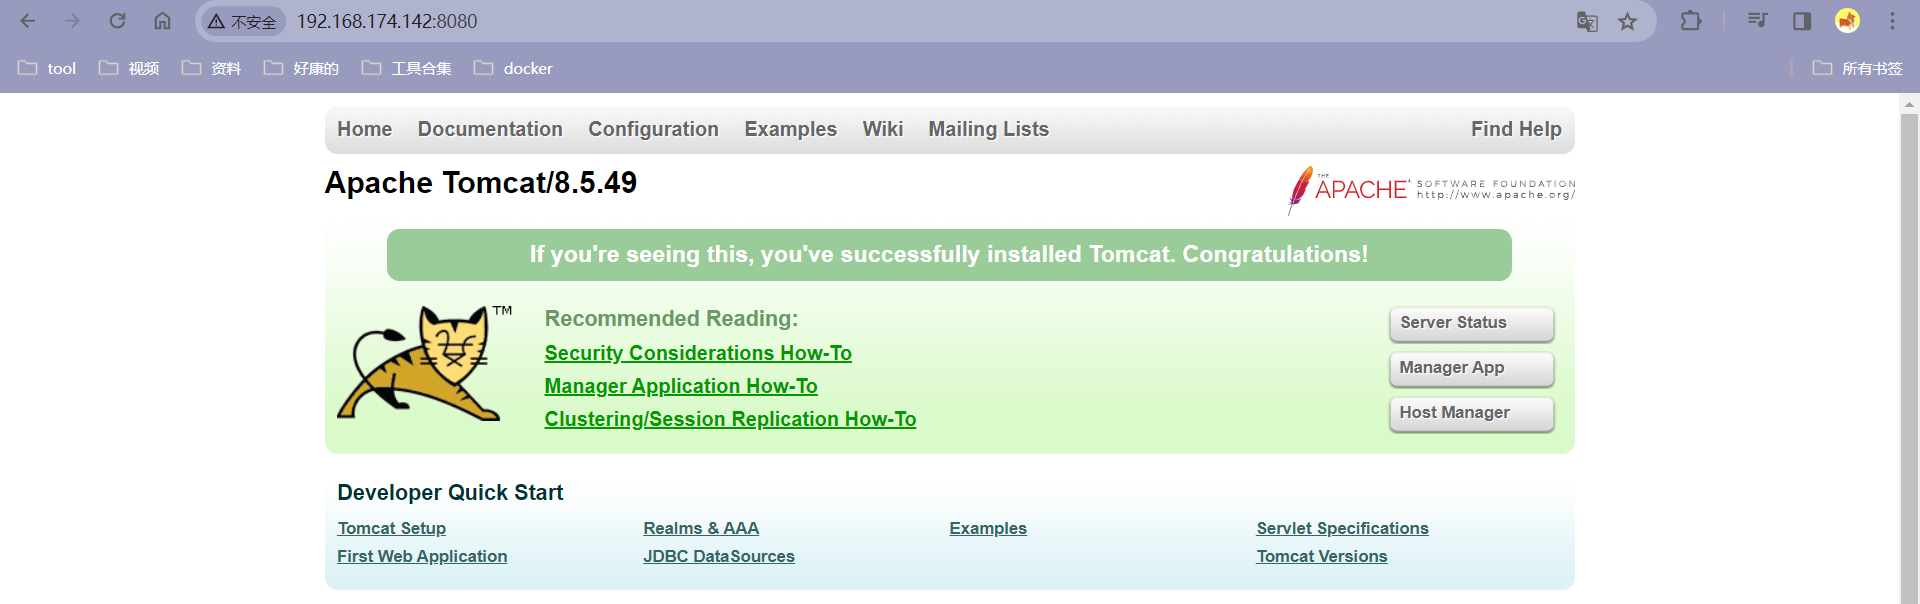 不安全 192.168.174.142:8080
tool 视频 资料 好康的 工具合集 docker 所有书签
Home Documentation Configuration Examples Wiki Mailing Lists Find Help
Apache Tomcat/8.5.49
THE APACHE SOFTWARE FOUNDATION
http://www.apache.org/
If you're seeing this, you've successfully installed Tomcat. Congratulations!
TM
Recommended Reading:
Security Considerations How-To
Manager Application How-To
Clustering/Session Replication How-To
Server Status
Manager App
Host Manager
Developer Quick Start
Tomcat Setup Realms & AAA Examples Servlet Specifications
First Web Application JDBC DataSources Tomcat Versions